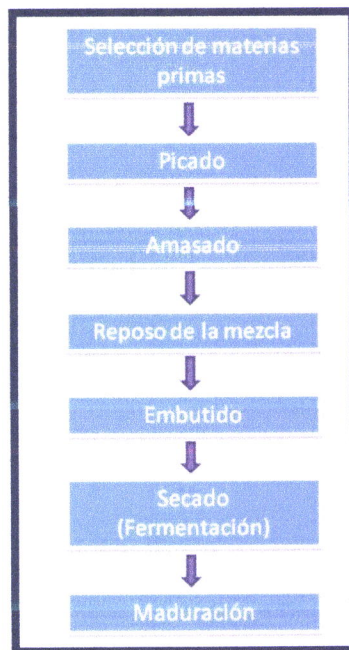 Selección de materias
primas
Picado
Amasado
Reposo de la mezcla
Embutido
Secado
(Fermentación)
Maduración